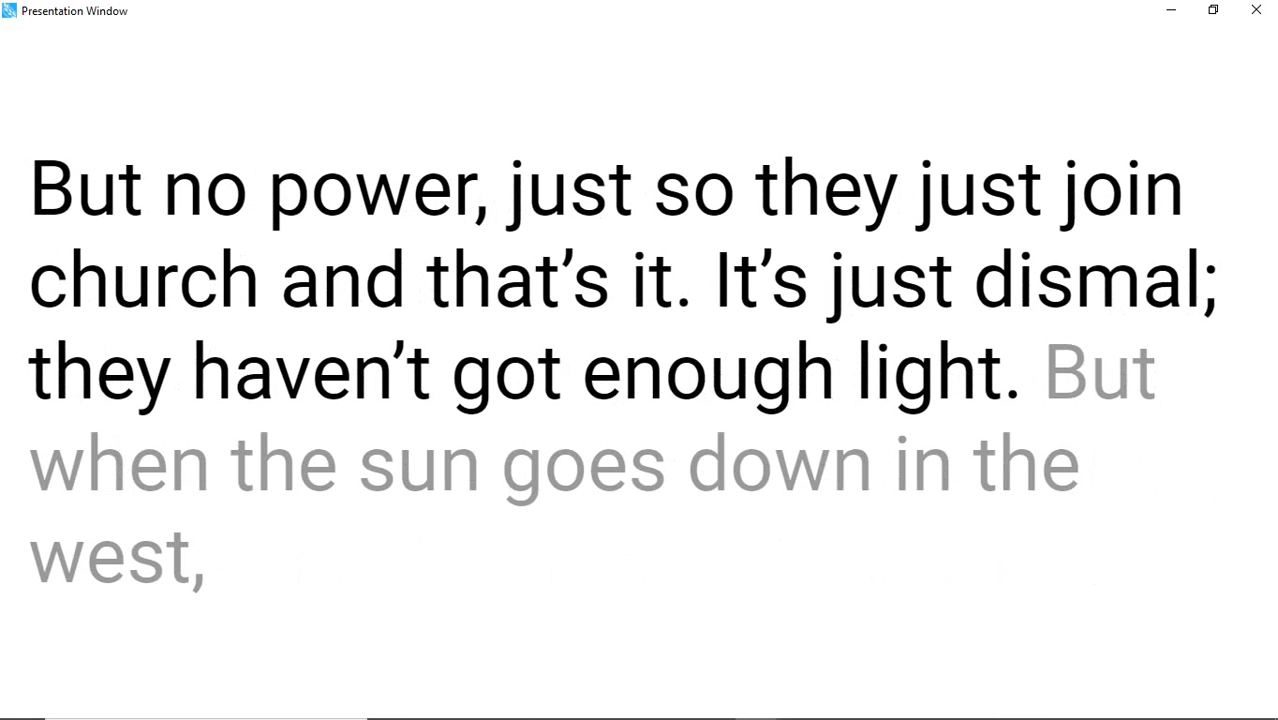 Presentation Window
But no power, just so they just join
church and that’s it. It’s just dismal;
they haven’t got enough light. But
when the sun goes down in the
west,